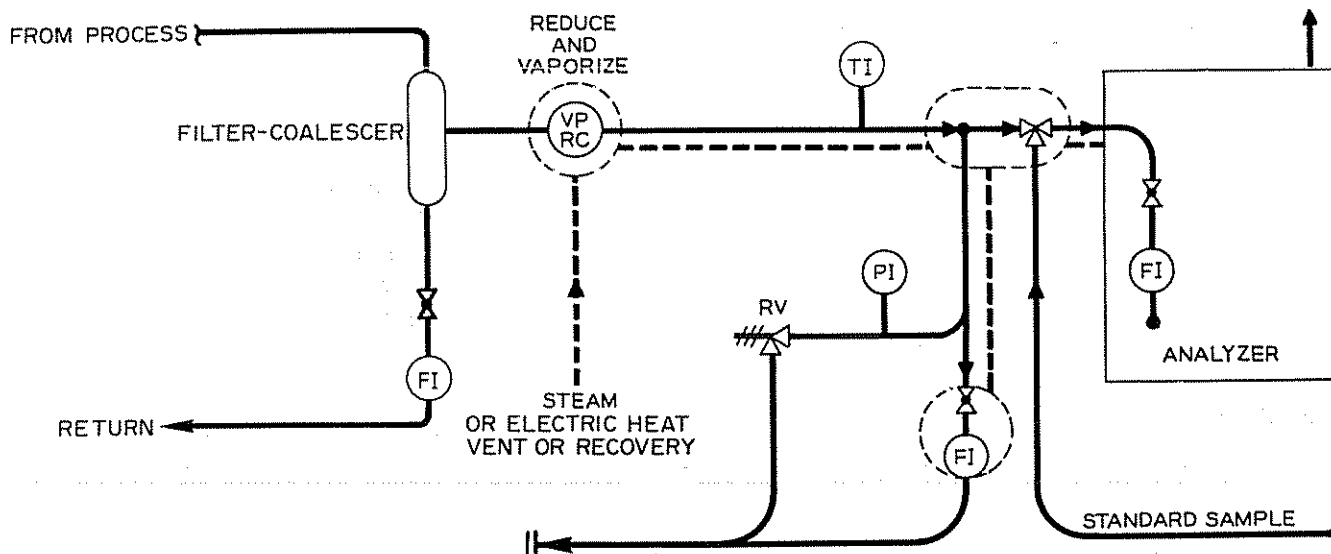 FROM PROCESS
REDUCE
AND
VAPORIZE
TI
FILTER-COALESCER
VP
RC
PI
FI
RV
ANALYZER
FI
STEAM
OR ELECTRIC HEAT
VENT OR RECOVERY
RETURN
FI
STANDARD SAMPLE